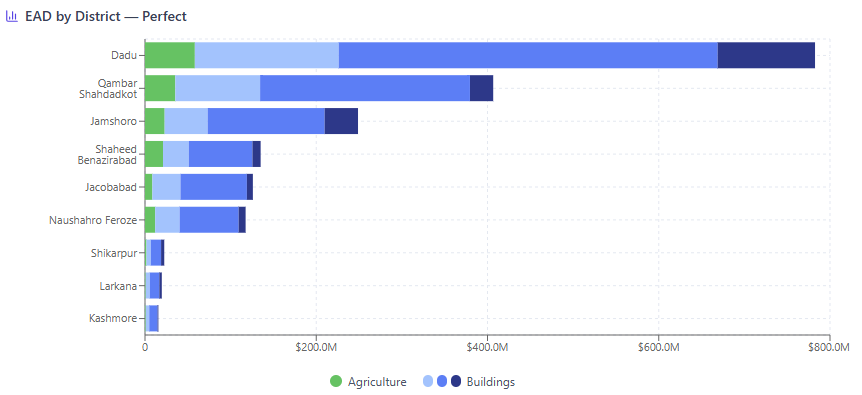 EAD by District — Perfect
Dadu
Qambar
Shahdadkot
Jamshoro
Shaheed
Benazirabad
Jacobabad
Naushahro Feroze
Shikarpur
Larkana
Kashmore
0 $200.0M $400.0M $600.0M $800.0M
Agriculture Buildings